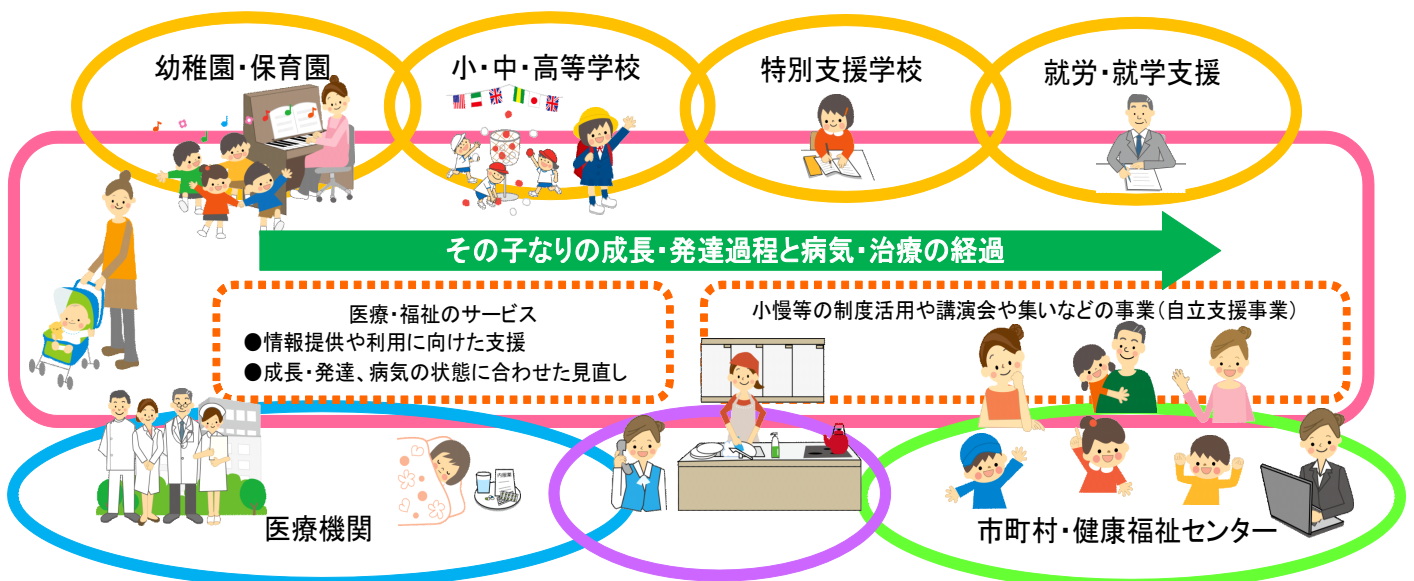 幼稚園・保育園
小・中・高等学校
特別支援学校
就労・就学支援
その子なりの成長・発達過程と病気・治療の経過
医療・福祉のサービス
●情報提供や利用に向けた支援
●成長・発達、病気の状態に合わせた見直し
小慢等の制度活用や講演会や集いなどの事業（自立支援事業）
医療機関
市町村・健康福祉センター